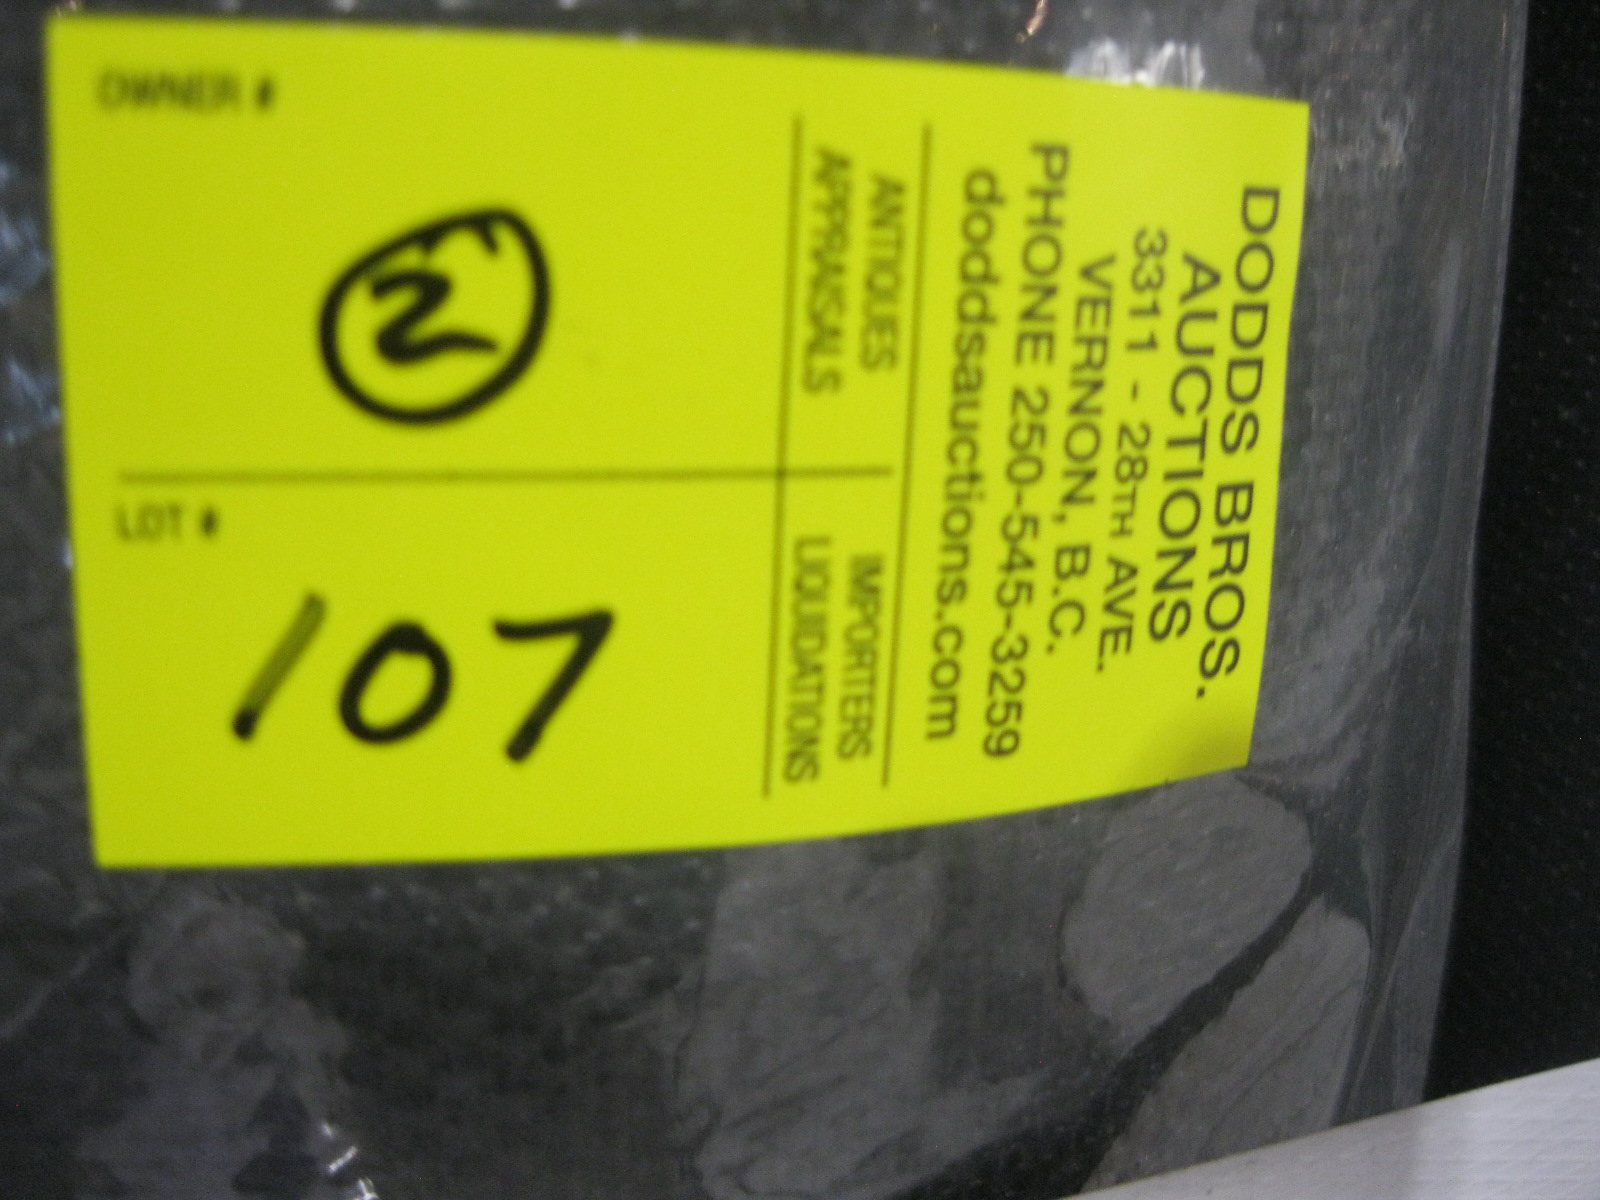 DODDS BROS.
AUCTIONS
3311 - 28TH AVE.
VERNON, B.C.
PHONE 250-545-3259
doddsauctions.com
ANTIQUES IMPORTERS
APPRAISALS LIQUIDATIONS
OWNER #
LOT #
107